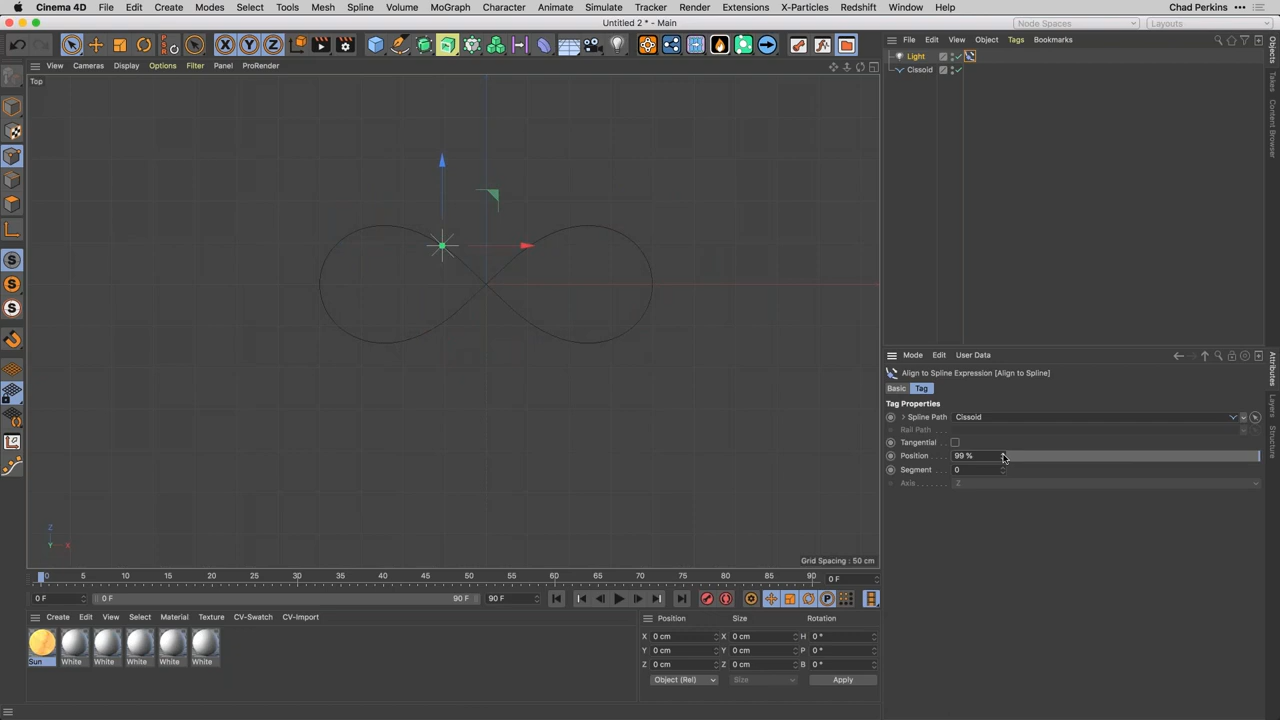 Cinema 4D File Edit Create Modes Select Tools Mesh Spline Volume MoGraph Character Animate Simulate Tracker Render Extensions X-Particles Redshift Window Help Chad Perkins
Untitled 2 * - Main
Node Spaces Layouts
View Cameras Display Options Filter Panel ProRender
File Edit View Object Tags Bookmarks
Light
Cissoid
Top
Z
Y X
Grid Spacing : 50 cm
Objects
Takes
Content Browser
Mode Edit User Data
Align to Spline Expression [Align to Spline]
Basic Tag
Tag Properties
Spline Path Cissoid
Rail Path . . .
Tangential . .
Position . . . . 99 %
Segment . . . 0
Axis . . . . . . . Z
Attributes
Layers
Structure
0 5 10 15 20 25 30 35 40 45 50 55 60 65 70 75 80 85 90 0 F
0 F 0 F 90 F 90 F
Create Edit View Select Material Texture CV-Swatch CV-Import
Sun White White White White White
Position Size Rotation
X 0 cm X 0 cm H 0 °
Y 0 cm Y 0 cm P 0 °
Z 0 cm Z 0 cm B 0 °
Object (Rel) Size Apply